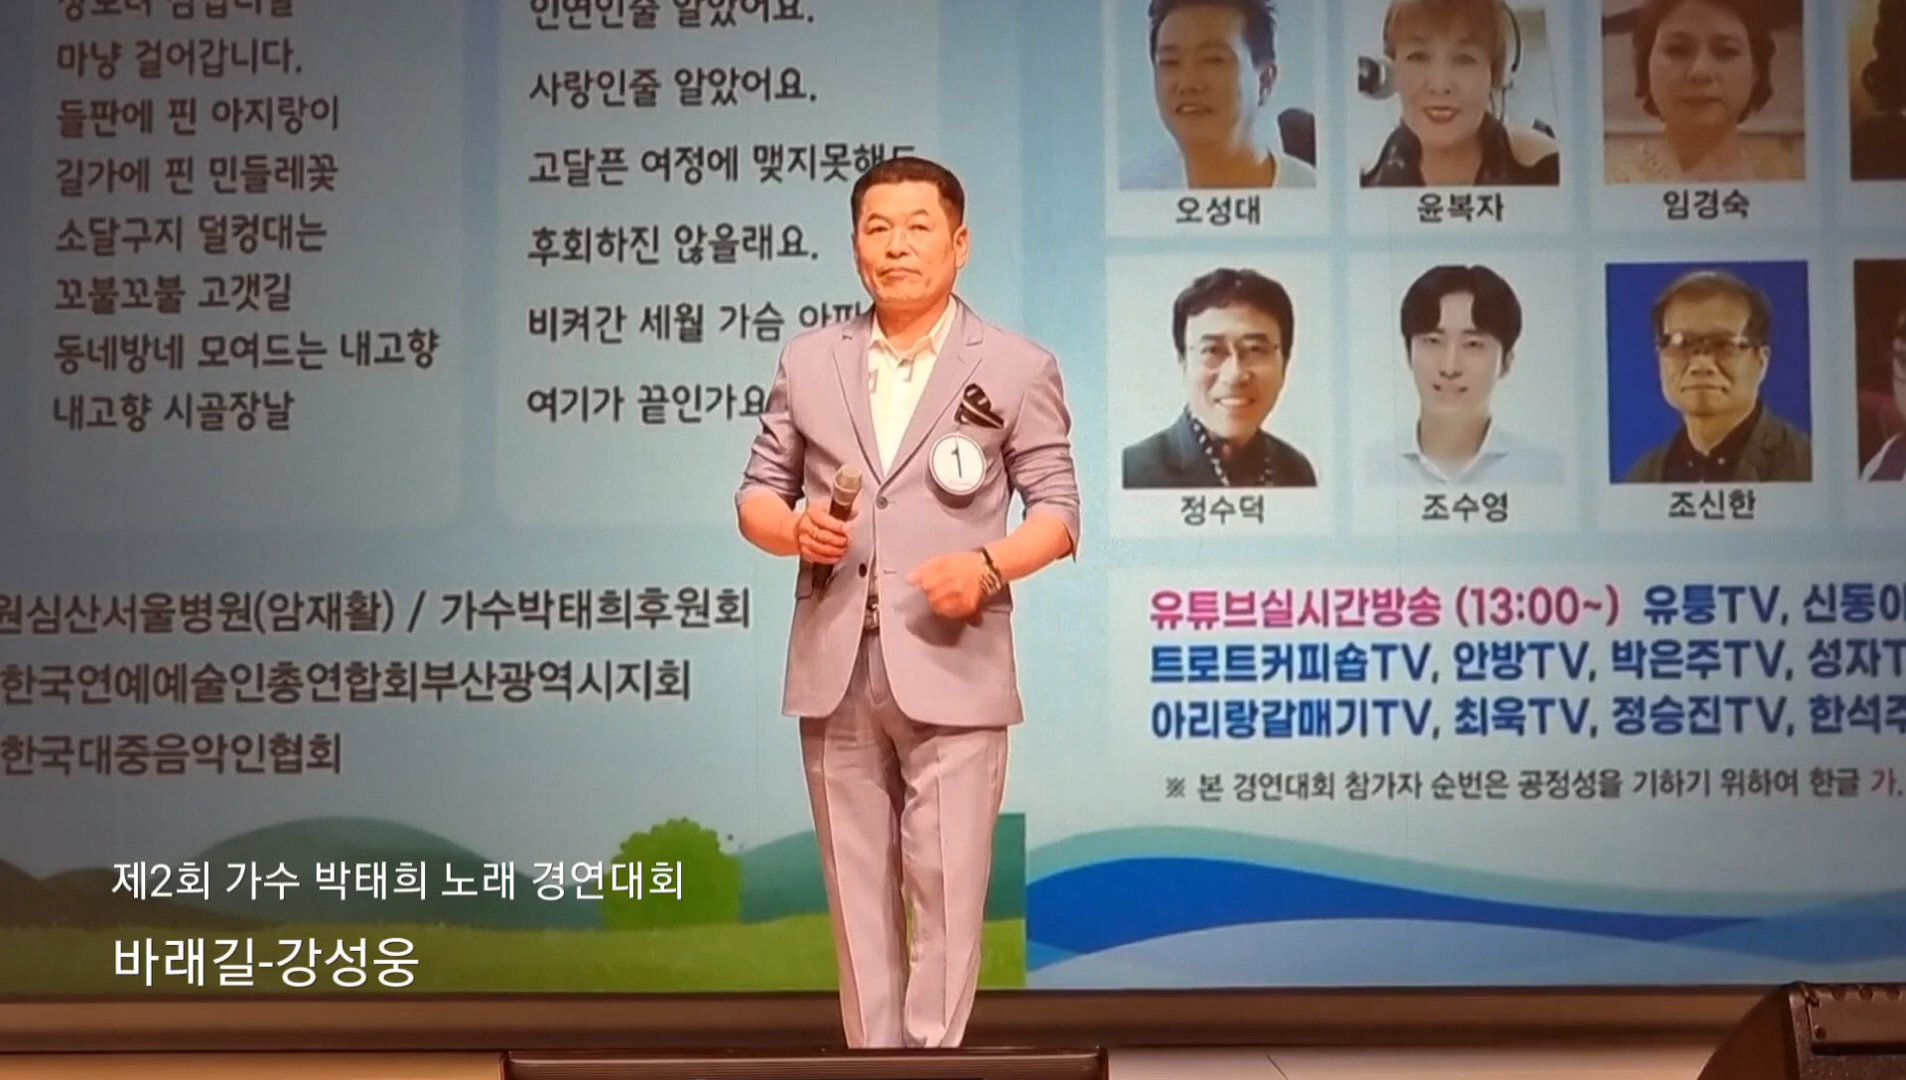 마냥 걸어갑니다.
들판에 핀 아지랑이
길가에 핀 민들레꽃
소달구지 덜컹대는
꼬불꼬불 고갯길
동네방네 모여드는 내고향
내고향 시골장날
인연인줄 알았어요.
사랑인줄 알았어요.
고달픈 여정에 맺지못해도
후회하진 않을래요.
비켜간 세월 가슴
여기가 끝인가요
오성대
윤복자
임경숙
정수덕
조수영
조신한
1
원심산서울병원(암재활) / 가수박태희후원회
한국연예예술인총연합회부산광역시지회
한국대중음악인협회
유튜브실시간방송 (13:00~) 유튱TV, 신동아
트로트커피숍TV, 안방TV, 박은주TV, 성자T
아리랑갈매기TV, 최욱TV, 정승진TV, 한석주
※ 본 경연대회 참가자 순번은 공정성을 기하기 위하여 한글 가,
제2회 가수 박태희 노래 경연대회
바래길-강성웅